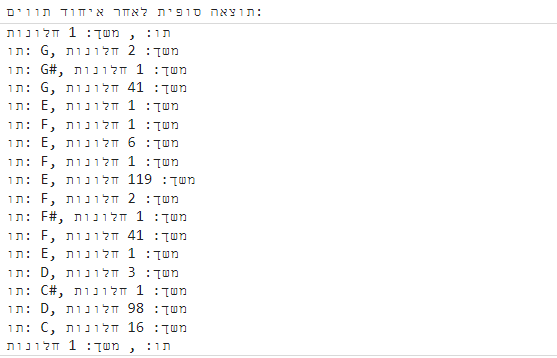 תוצאה סופית לאחר איחוד תווים:
תו: , משך: 1 חלונות
תו: G, משך: 2 חלונות
תו: G#, משך: 1 חלונות
תו: G, משך: 41 חלונות
תו: E, משך: 1 חלונות
תו: F, משך: 1 חלונות
תו: E, משך: 6 חלונות
תו: F, משך: 1 חלונות
תו: E, משך: 119 חלונות
תו: F, משך: 2 חלונות
תו: F#, משך: 1 חלונות
תו: F, משך: 41 חלונות
תו: E, משך: 1 חלונות
תו: D, משך: 3 חלונות
תו: C#, משך: 1 חלונות
תו: D, משך: 98 חלונות
תו: C, משך: 16 חלונות
תו: , משך: 1 חלונות